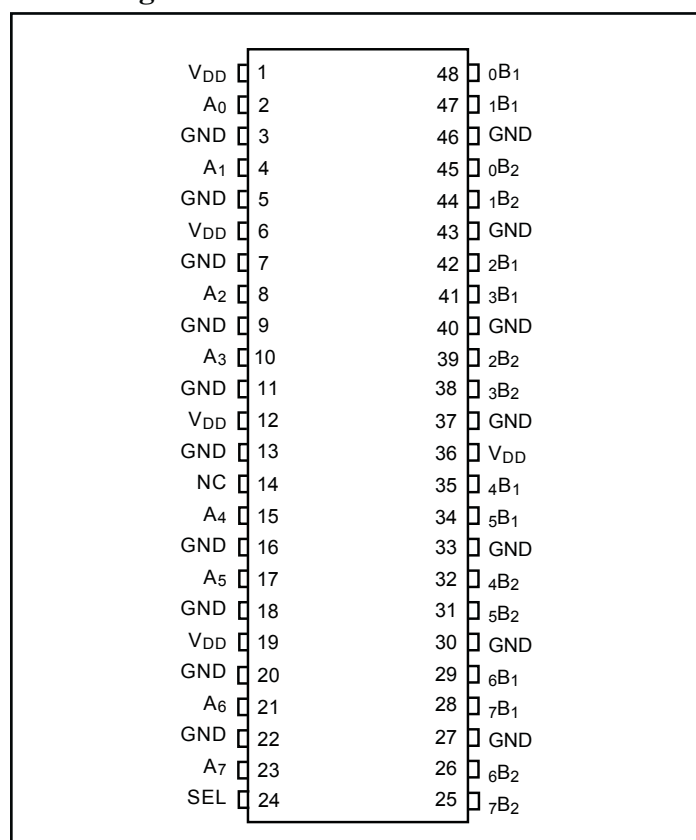 V_DD 1 48 0B1
A0 2 47 1B1
GND 3 46 GND
A1 4 45 0B2
GND 5 44 1B2
VDD 6 43 GND
GND 7 42 2B1
A2 8 41 3B1
GND 9 40 GND
A3 10 39 2B2
GND 11 38 3B2
VDD 12 37 GND
GND 13 36 VDD
NC 14 35 4B1
A4 15 34 5B1
GND 16 33 GND
A5 17 32 4B2
GND 18 31 5B2
VDD 19 30 GND
GND 20 29 6B1
A6 21 28 7B1
GND 22 27 GND
A7 23 26 6B2
SEL 24 25 7B2